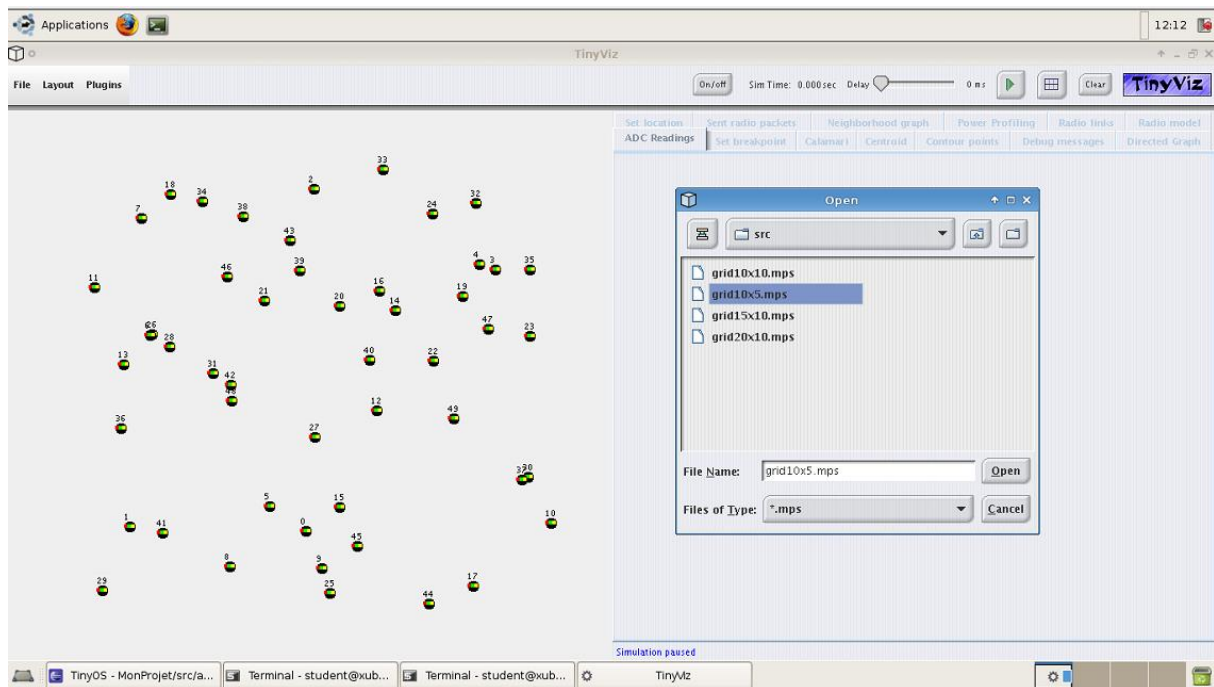 Applications
12:12
TinyViz
File Layout Plugins
On/off Sim Time: 0.000 sec Delay 0 ms Clear TinyViz
Set location Sent radio packets Neighborhood graph Power Profiling Radio links Radio model
ADC Readings Set breakpoint Calamari Centroid Contour points Debug messages Directed Graph
33
2
18
34
32
7
38
24
43
4
3
35
39
46
11
16
19
21
20
14
47
23
26
28
40
22
13
31
42
48
12
49
36
27
37
30
5
15
10
1
41
0
45
8
9
17
29
25
44
Open
src
grid10x10.mps
grid10x5.mps
grid15x10.mps
grid20x10.mps
File Name: grid10x5.mps Open
Files of Type: *.mps Cancel
Simulation paused
TinyOS - MonProjet/src/a...
Terminal - student@xub...
Terminal - student@xub...
TinyViz